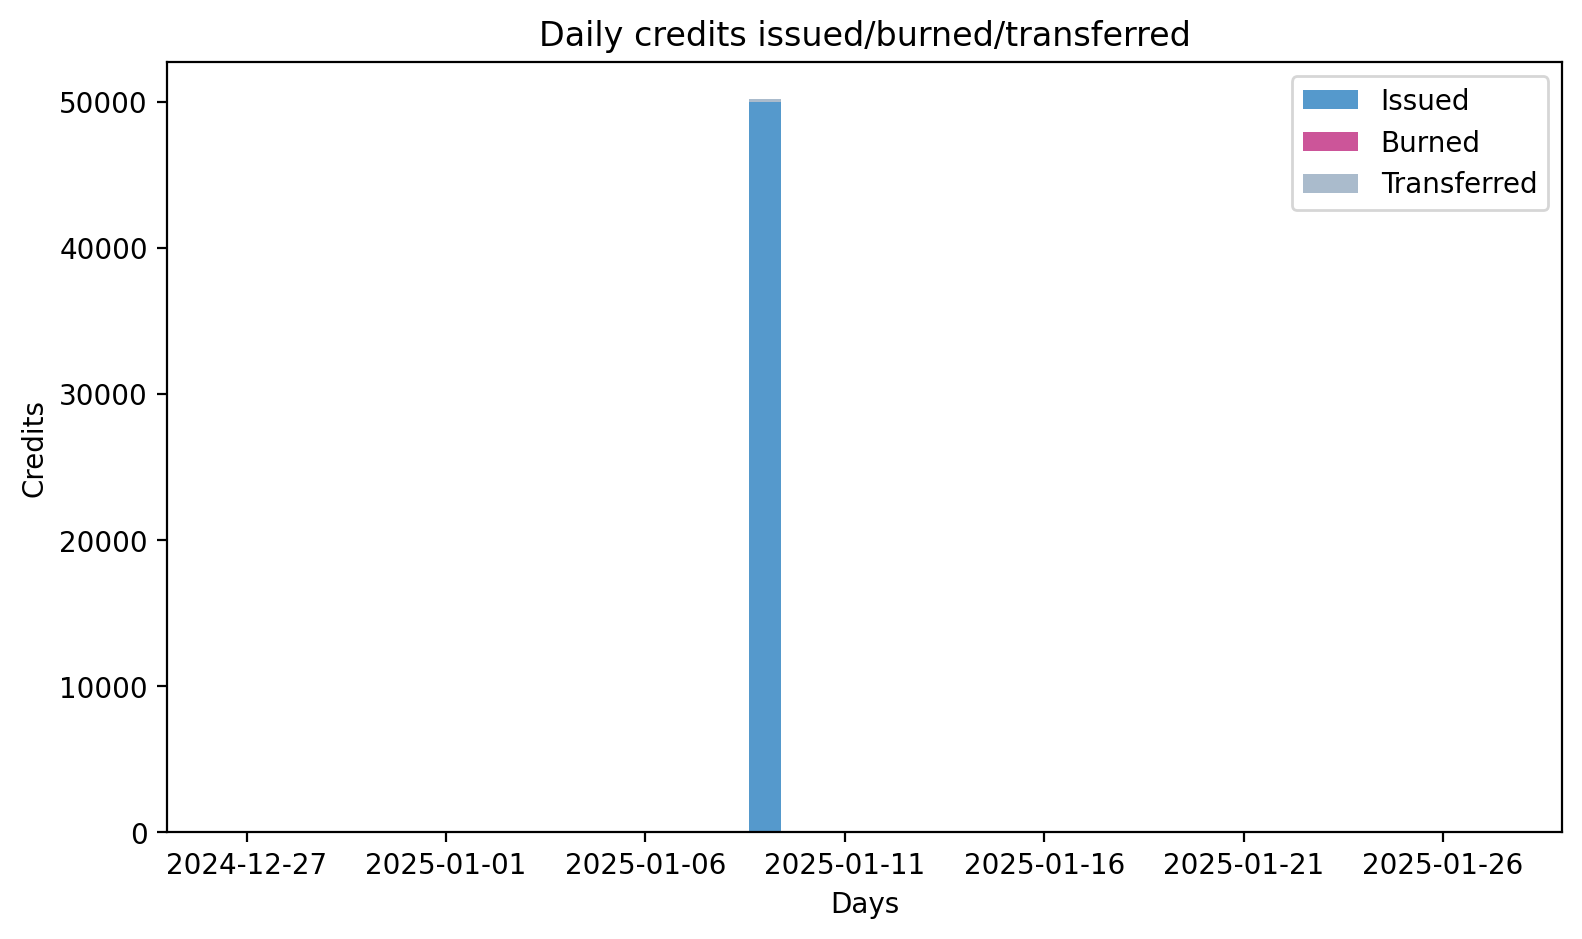 Daily credits issued/burned/transferred
Issued
Burned
Transferred
50000
40000
30000
20000
10000
0
Credits
2024-12-27
2025-01-01
2025-01-06
2025-01-11
2025-01-16
2025-01-21
2025-01-26
Days